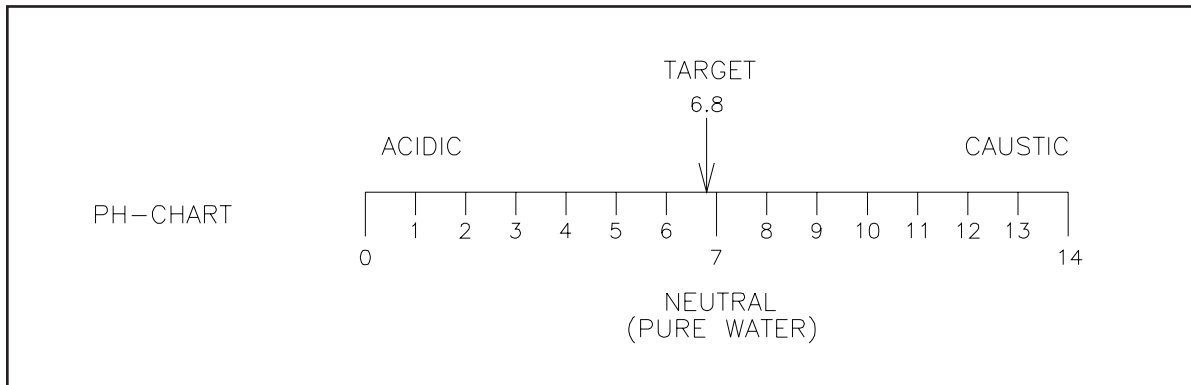 TARGET
6.8
ACIDIC CAUSTIC
PH-CHART
1 2 3 4 5 6 8 9 10 11 12 13
0 7 14
NEUTRAL
(PURE WATER)